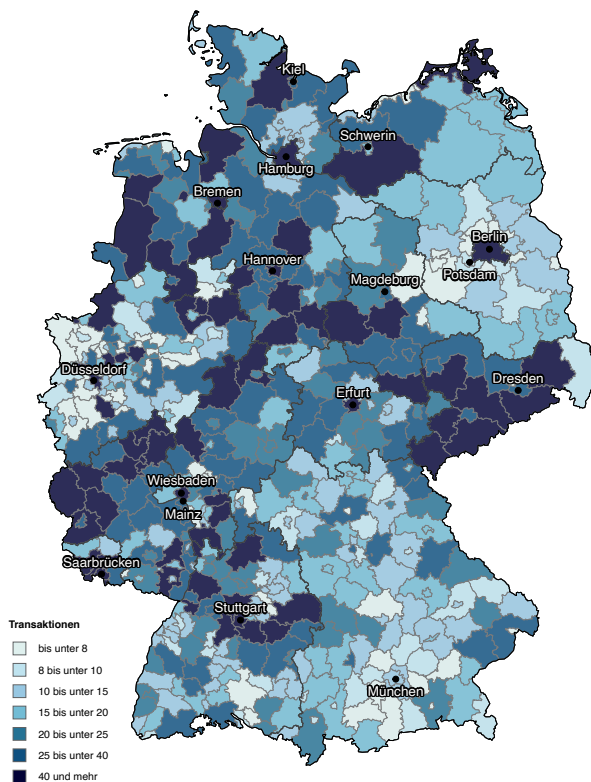 Kiel
Schwerin
Hamburg
Bremen
Berlin
Hannover
Potsdam
Magdeburg
Düsseldorf
Dresden
Erfurt
Wiesbaden
Mainz
Saarbrücken
Stuttgart
München
Transaktionen
bis unter 8
8 bis unter 10
10 bis unter 15
15 bis unter 20
20 bis unter 25
25 bis unter 40
40 und mehr